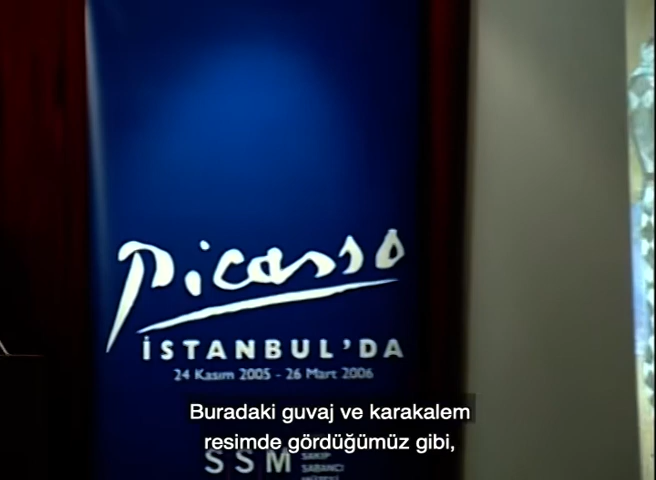 Picasso
İSTANBUL'DA
24 Kasım 2005 - 26 Mart 2006
Buradaki guvaj ve karakalem
resimde gördüğümüz gibi,
SSM SAKIP
SABANCI
MÜZESİ